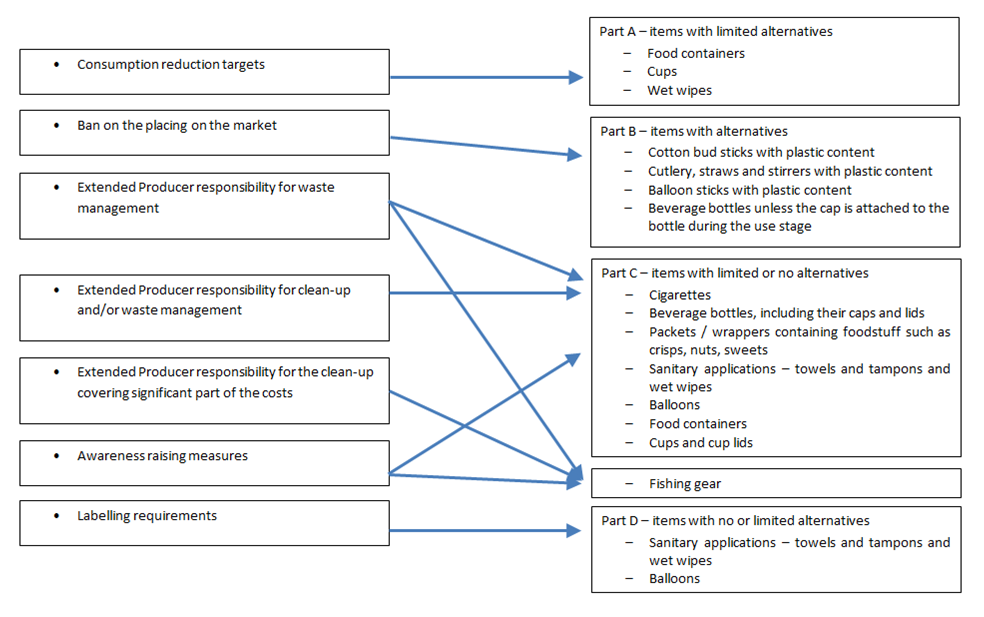 • Consumption reduction targets
• Ban on the placing on the market
• Extended Producer responsibility for waste
management
• Extended Producer responsibility for clean-up
and/or waste management
• Extended Producer responsibility for the clean-up
covering significant part of the costs
• Awareness raising measures
• Labelling requirements
Part A – items with limited alternatives
– Food containers
– Cups
– Wet wipes
Part B – items with alternatives
– Cotton bud sticks with plastic content
– Cutlery, straws and stirrers with plastic content
– Balloon sticks with plastic content
– Beverage bottles unless the cap is attached to the
bottle during the use stage
Part C – items with limited or no alternatives
– Cigarettes
– Beverage bottles, including their caps and lids
– Packets / wrappers containing foodstuff such as
crisps, nuts, sweets
– Sanitary applications – towels and tampons and
wet wipes
– Balloons
– Food containers
– Cups and cup lids
– Fishing gear
Part D – items with no or limited alternatives
– Sanitary applications – towels and tampons and
wet wipes
– Balloons